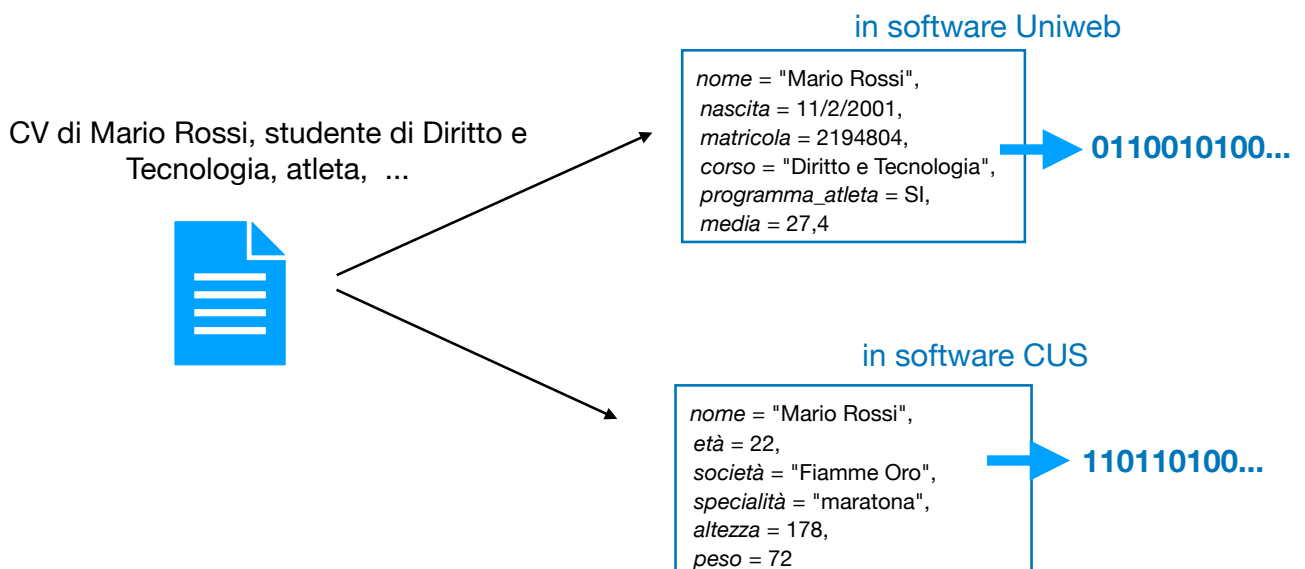 in software Uniweb
CV di Mario Rossi, studente di Diritto e
Tecnologia, atleta,  ...
nome = "Mario Rossi",
nascita = 11/2/2001,
matricola = 2194804,
corso = "Diritto e Tecnologia",
programma_atleta = SI,
media = 27,4
0110010100...
in software CUS
nome = "Mario Rossi",
età = 22,
società = "Fiamme Oro",
specialità = "maratona",
altezza = 178,
peso = 72
110110100...